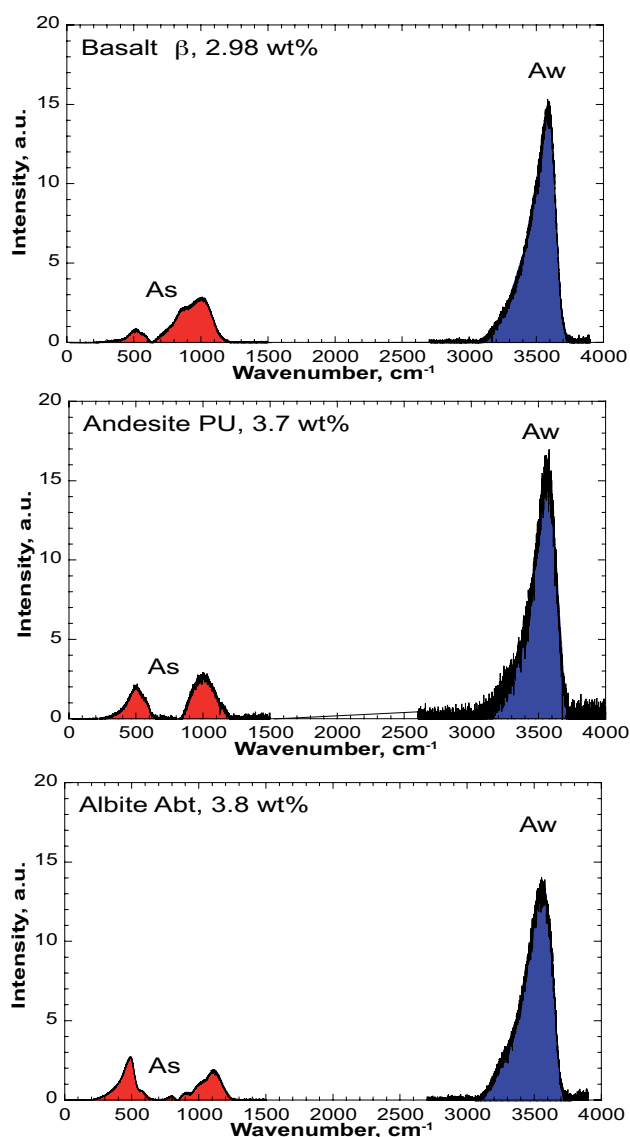 Basalt β, 2.98 wt%
Aw
As
Intensity, a.u.
20
15
10
5
0
0 500 1000 1500 2000 2500 3000 3500 4000
Wavenumber, cm-1
Andesite PU, 3.7 wt%
Aw
As
Intensity, a.u.
20
15
10
5
0
0 500 1000 1500 2000 2500 3000 3500 4000
Wavenumber, cm-1
Albite Abt, 3.8 wt%
Aw
As
Intensity, a.u.
20
15
10
5
0
0 500 1000 1500 2000 2500 3000 3500 4000
Wavenumber, cm-1